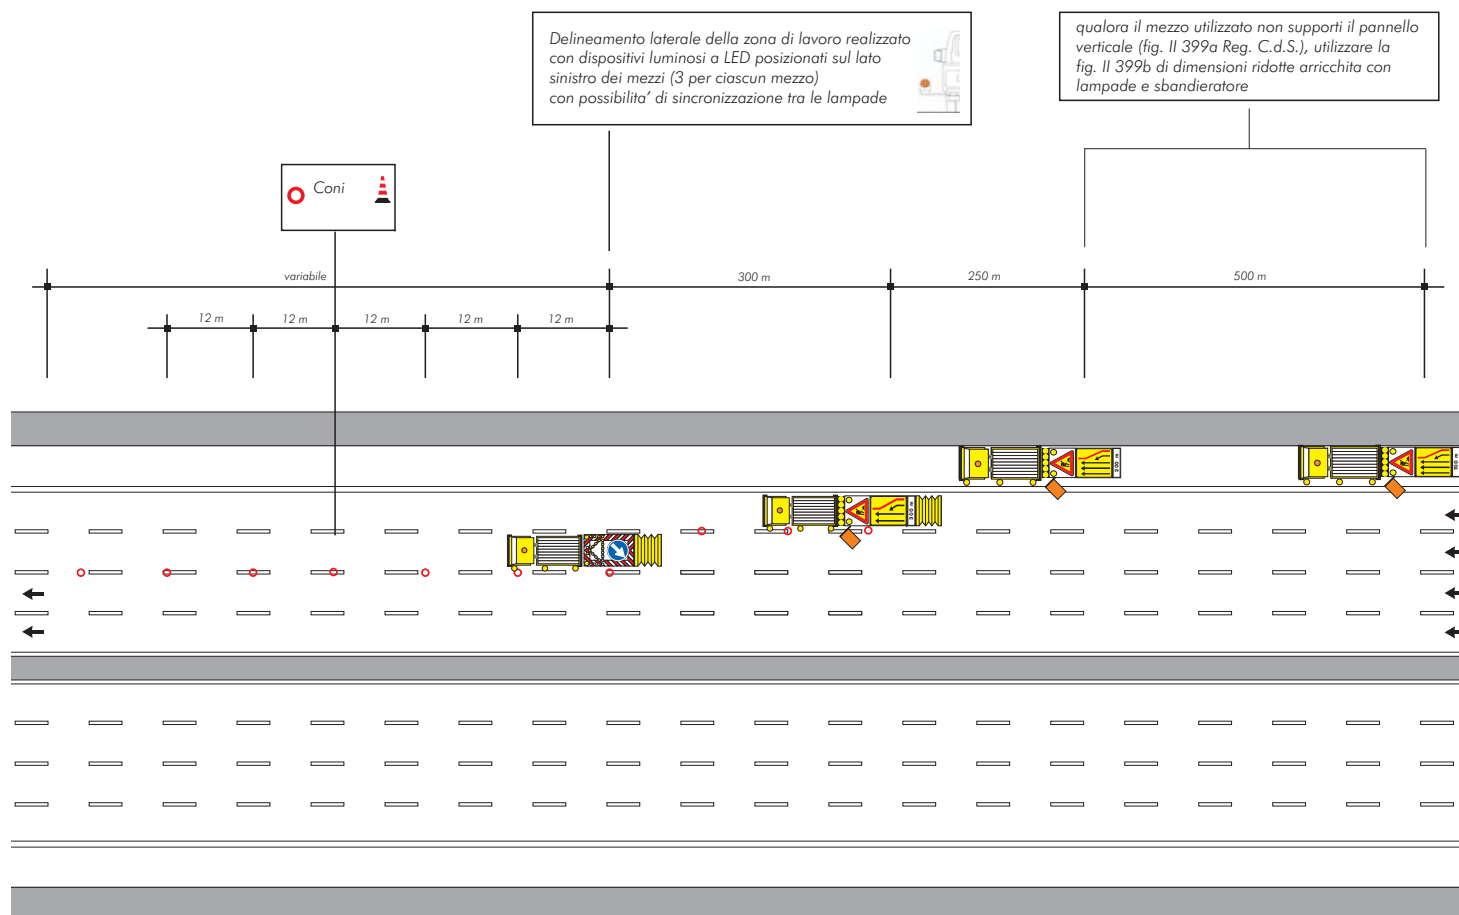 Delineamento laterale della zona di lavoro realizzato
con dispositivi luminosi a LED posizionati sul lato
sinistro dei mezzi (3 per ciascun mezzo)
con possibilita’ di sincronizzazione tra le lampade
qualora il mezzo utilizzato non supporti il pannello
verticale (fig. II 399a Reg. C.d.S.), utilizzare la
fig. II 399b di dimensioni ridotte arricchita con
lampade e sbandieratore
Coni
variabile
300 m
250 m
500 m
12 m
12 m
12 m
12 m
12 m